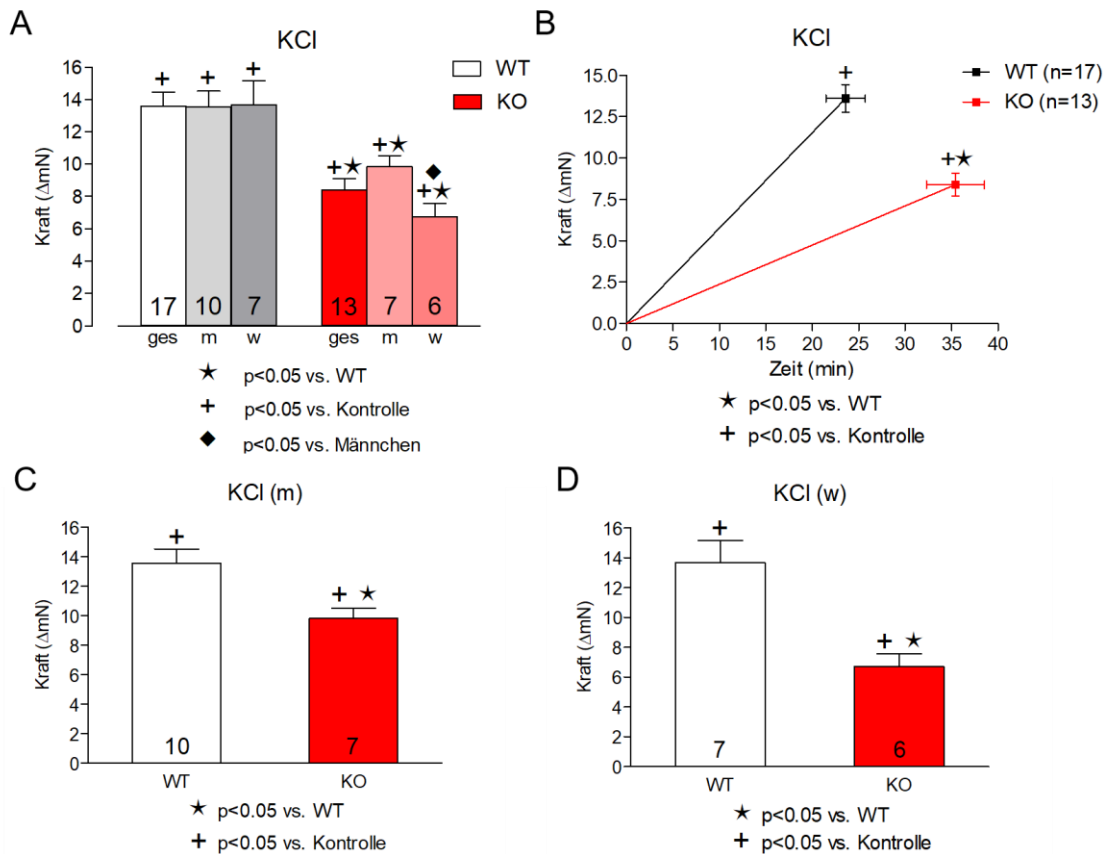 A
KCl
WT
KO
Kraft (ΔmN)
16
14
12
10
8
6
4
2
0
+ + +
+★ +★ ◆ +★
17 10 7 13 7 6
ges m w ges m w
★ p<0.05 vs. WT
+ p<0.05 vs. Kontrolle
◆ p<0.05 vs. Männchen
B
KCl
WT (n=17)
KO (n=13)
Kraft (ΔmN)
15.0
12.5
10.0
7.5
5.0
2.5
0.0
+
+★
0 5 10 15 20 25 30 35 40
Zeit (min)
★ p<0.05 vs. WT
+ p<0.05 vs. Kontrolle
C
KCl (m)
Kraft (ΔmN)
16
14
12
10
8
6
4
2
0
+
+ ★
10 7
WT KO
★ p<0.05 vs. WT
+ p<0.05 vs. Kontrolle
D
KCl (w)
Kraft (ΔmN)
16
14
12
10
8
6
4
2
0
+
+ ★
7 6
WT KO
★ p<0.05 vs. WT
+ p<0.05 vs. Kontrolle